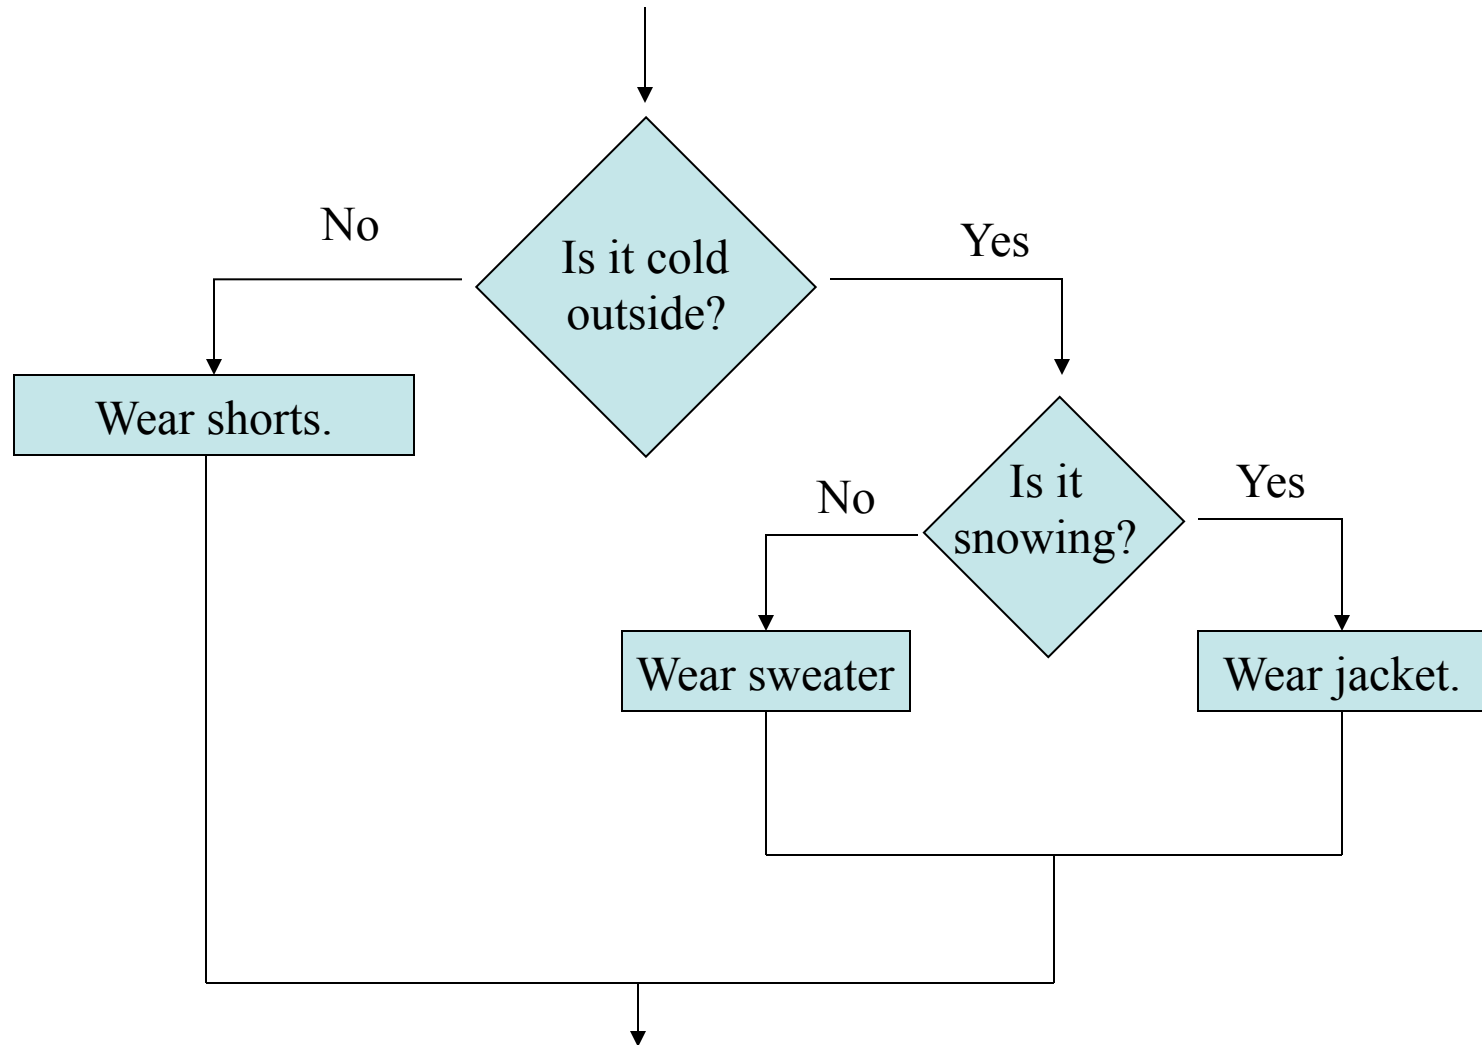 No
Is it cold
outside?
Yes
Wear shorts.
No
Is it
snowing?
Yes
Wear sweater
Wear jacket.